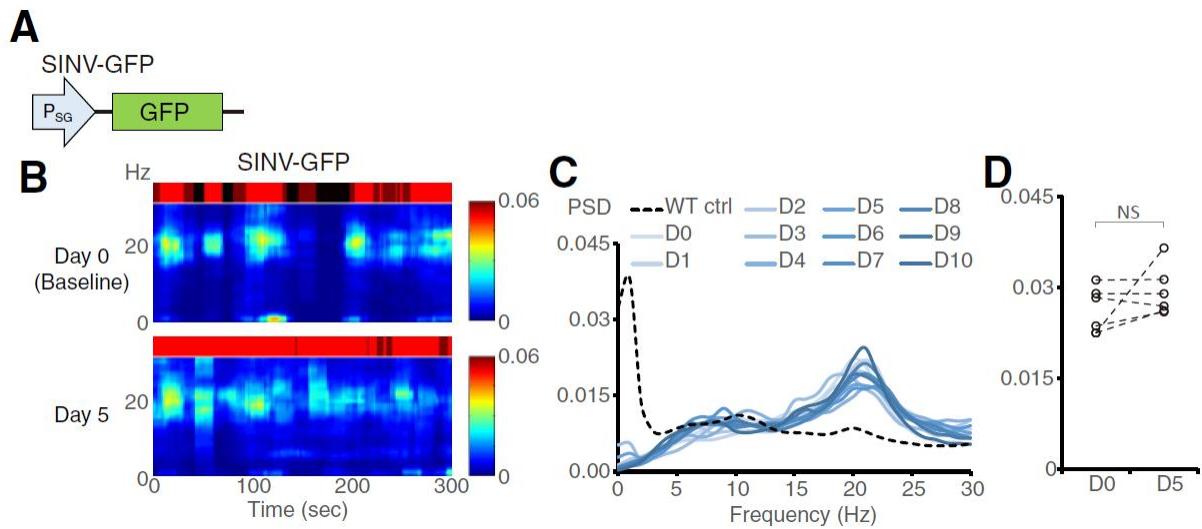 A
SINV-GFP
PSG
GFP
B
Hz
SINV-GFP
Day 0
(Baseline)
20
0
0.06
0
Day 5
20
0
0.06
0
0 100 200 300
Time (sec)
C
PSD
WT ctrl D2 D5 D8
D0 D3 D6 D9
D1 D4 D7 D10
0.045
0.03
0.015
0.00
0 5 10 15 20 25 30
Frequency (Hz)
D
0.045
NS
0.03
0.015
0
D0 D5